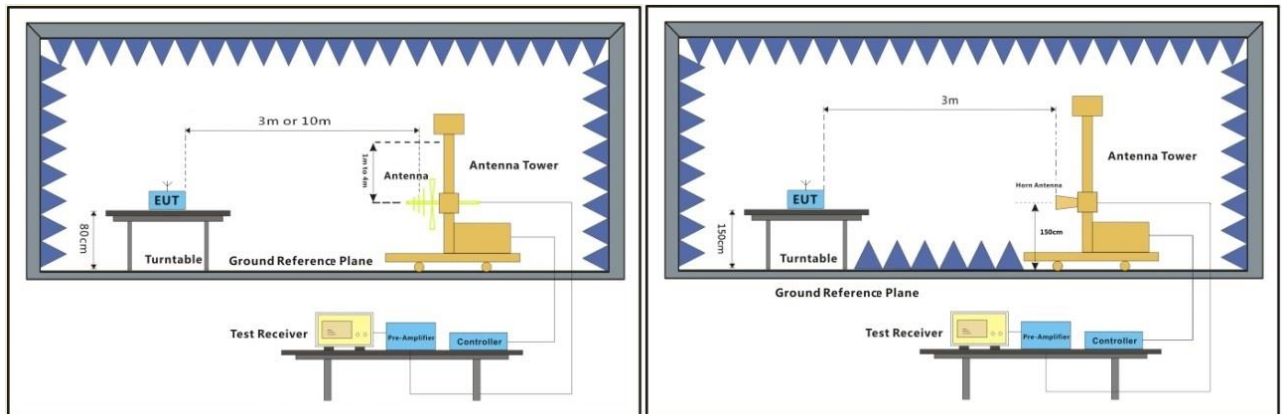 3m or 10m
1m to 4m
Antenna
Antenna Tower
EUT
80cm
Turntable
Ground Reference Plane
Test Receiver
Pre-Amplifier
Controller
3m
Antenna Tower
Horn Antenna
EUT
150cm
150cm
Turntable
Ground Reference Plane
Test Receiver
Pre-Amplifier
Controller